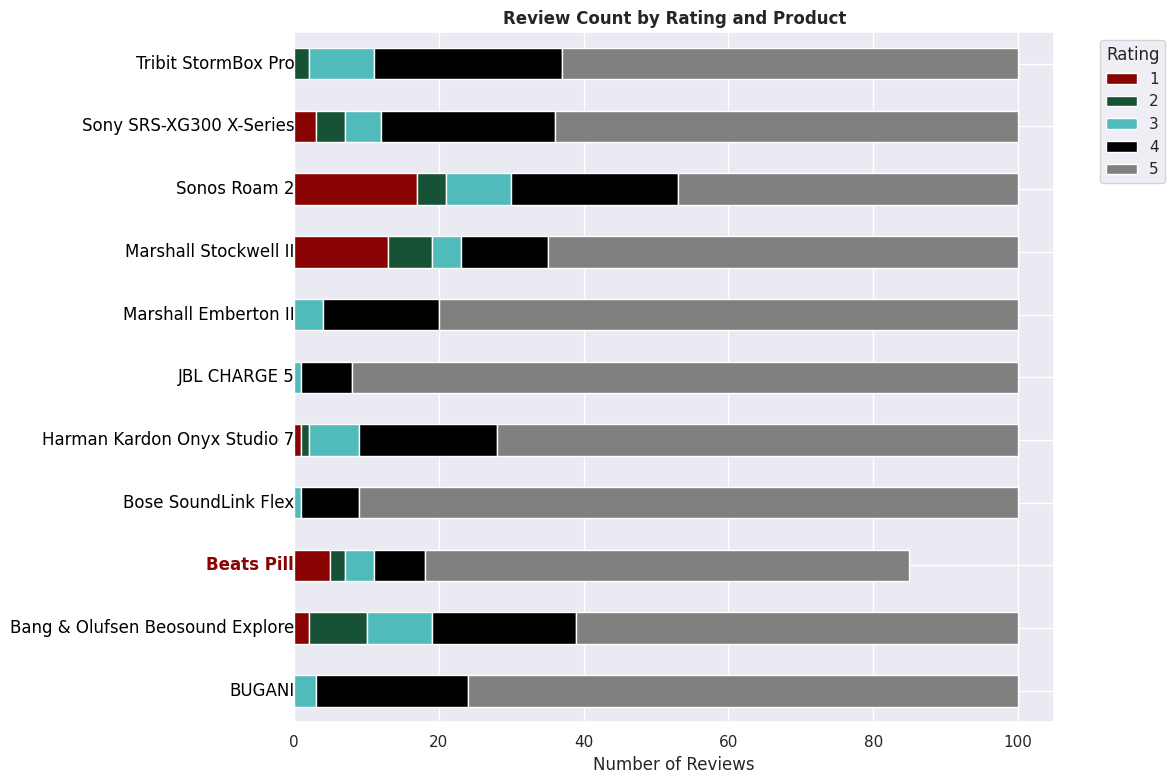 Review Count by Rating and Product
Tribit StormBox Pro
Sony SRS-XG300 X-Series
Sonos Roam 2
Marshall Stockwell II
Marshall Emberton II
JBL CHARGE 5
Harman Kardon Onyx Studio 7
Bose SoundLink Flex
Beats Pill
Bang & Olufsen Beosound Explore
BUGANI
0 20 40 60 80 100
Number of Reviews
Rating
1
2
3
4
5